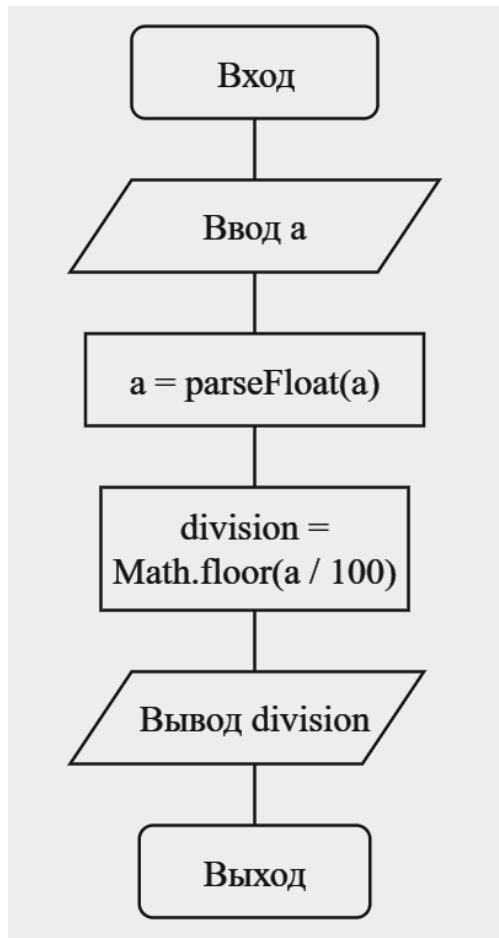 Вход
Ввод a
a = parseFloat(a)
division =
Math.floor(a / 100)
Вывод division
Выход